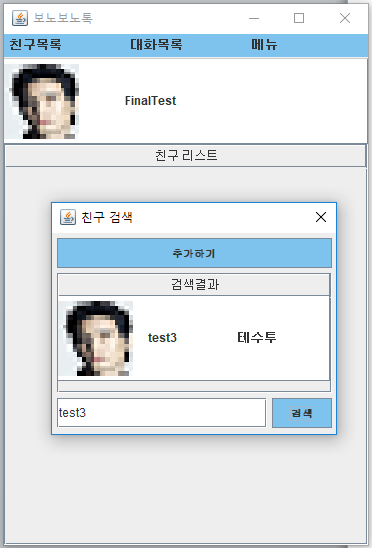 보노보노톡
친구목록 대화목록 메뉴
FinalTest
친구 리스트
친구 검색
추가하기
검색결과
test3 테수투
test3 검색